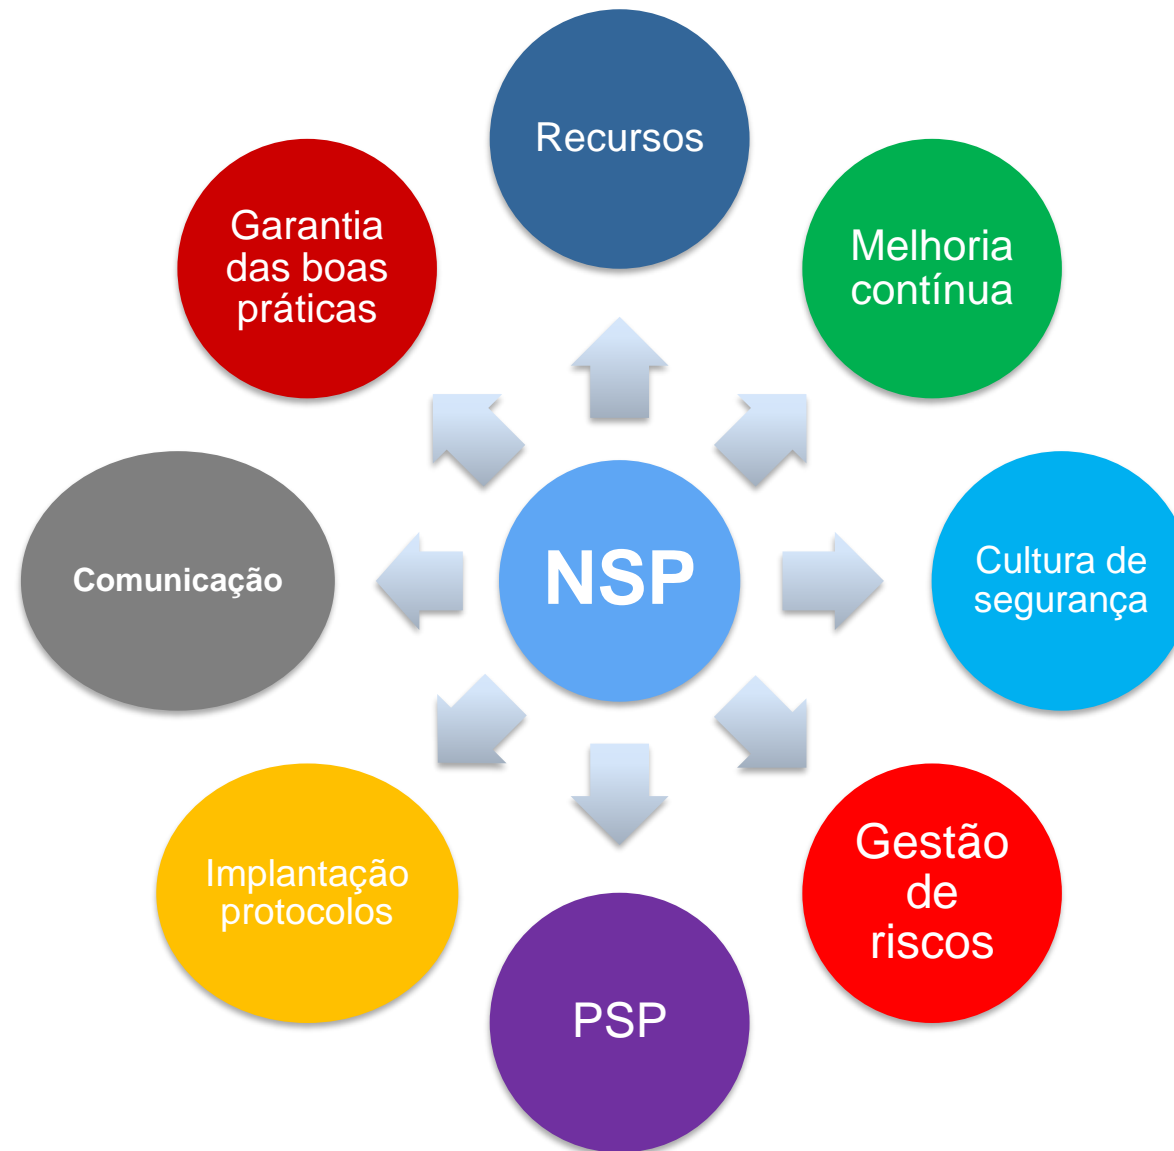 Recursos
Garantia
das boas
práticas
Melhoria
contínua
Comunicação
NSP
Cultura de
segurança
Implantação
protocolos
Gestão
de
riscos
PSP